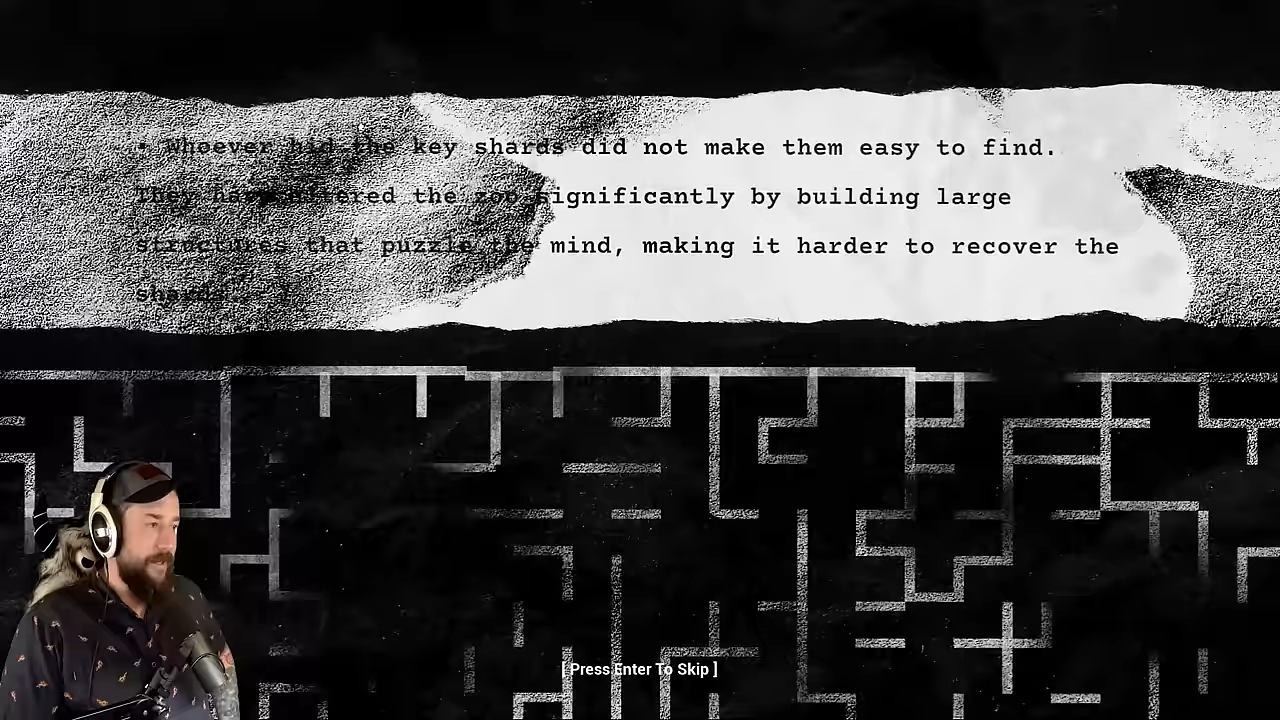 • Whoever hid the key shards did not make them easy to find.
They have altered the zoo significantly by building large
structures that puzzle the mind, making it harder to recover the
shards.
[ Press Enter To Skip ]